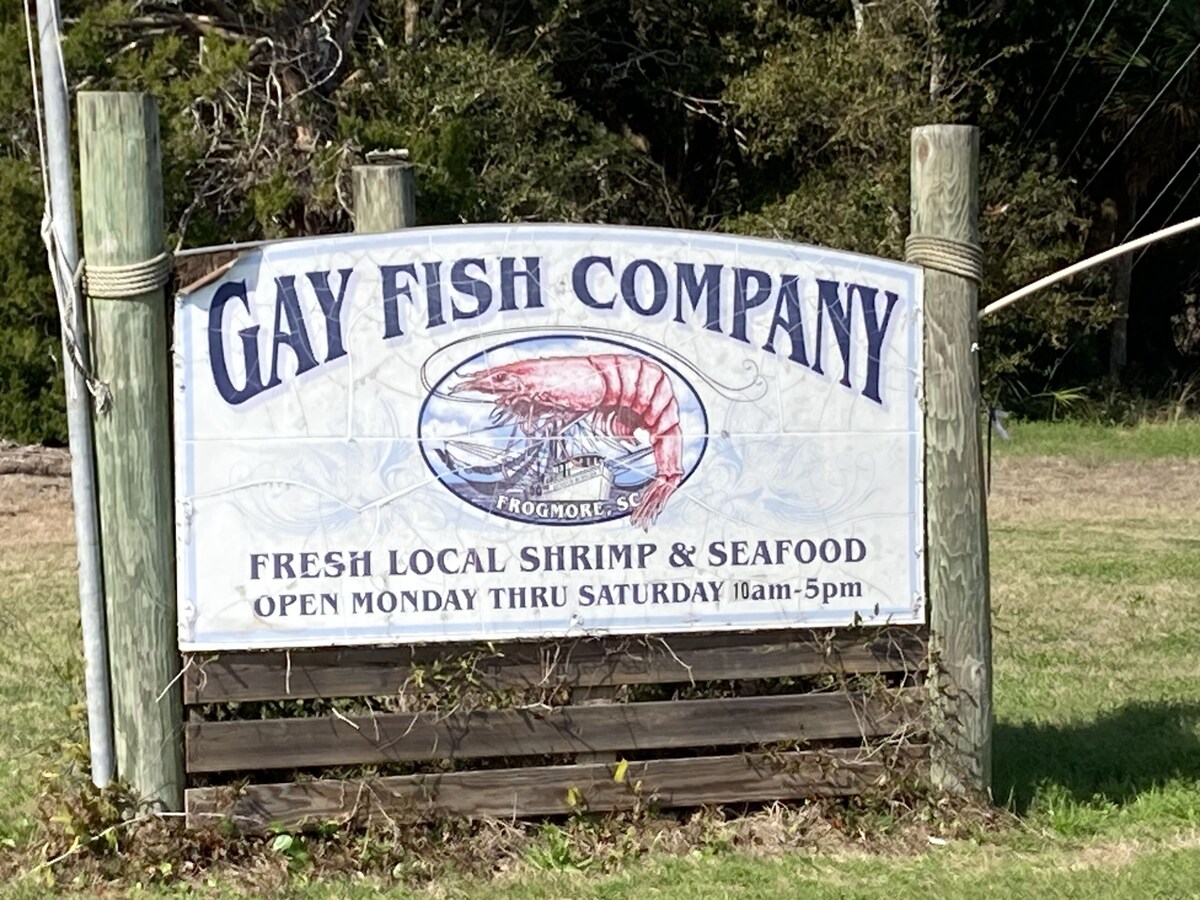 GAY FISH COMPANY
FROGMORE, SC
FRESH LOCAL SHRIMP & SEAFOOD
OPEN MONDAY THRU SATURDAY 10am-5pm